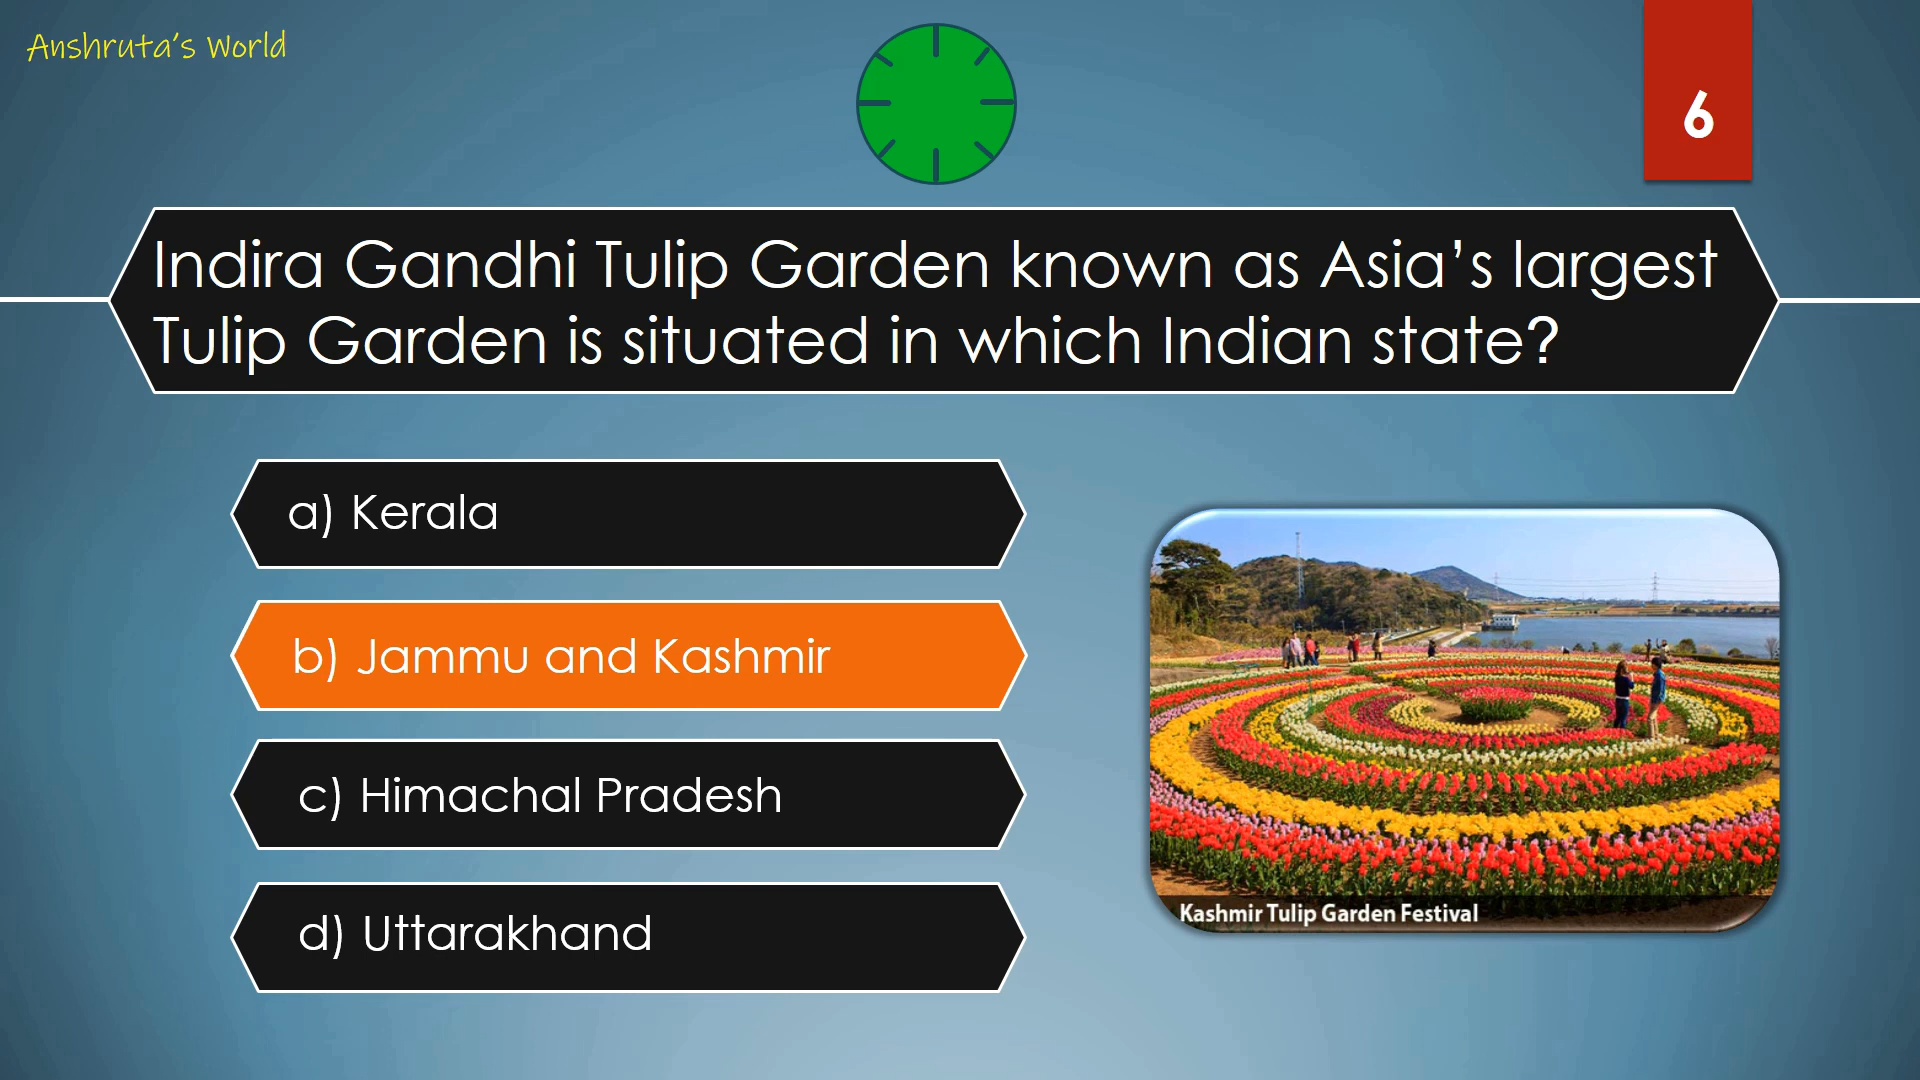 Anshruta's World
6
Indira Gandhi Tulip Garden known as Asia's largest
Tulip Garden is situated in which Indian state?
a) Kerala
b) Jammu and Kashmir
c) Himachal Pradesh
d) Uttarakhand
Kashmir Tulip Garden Festival